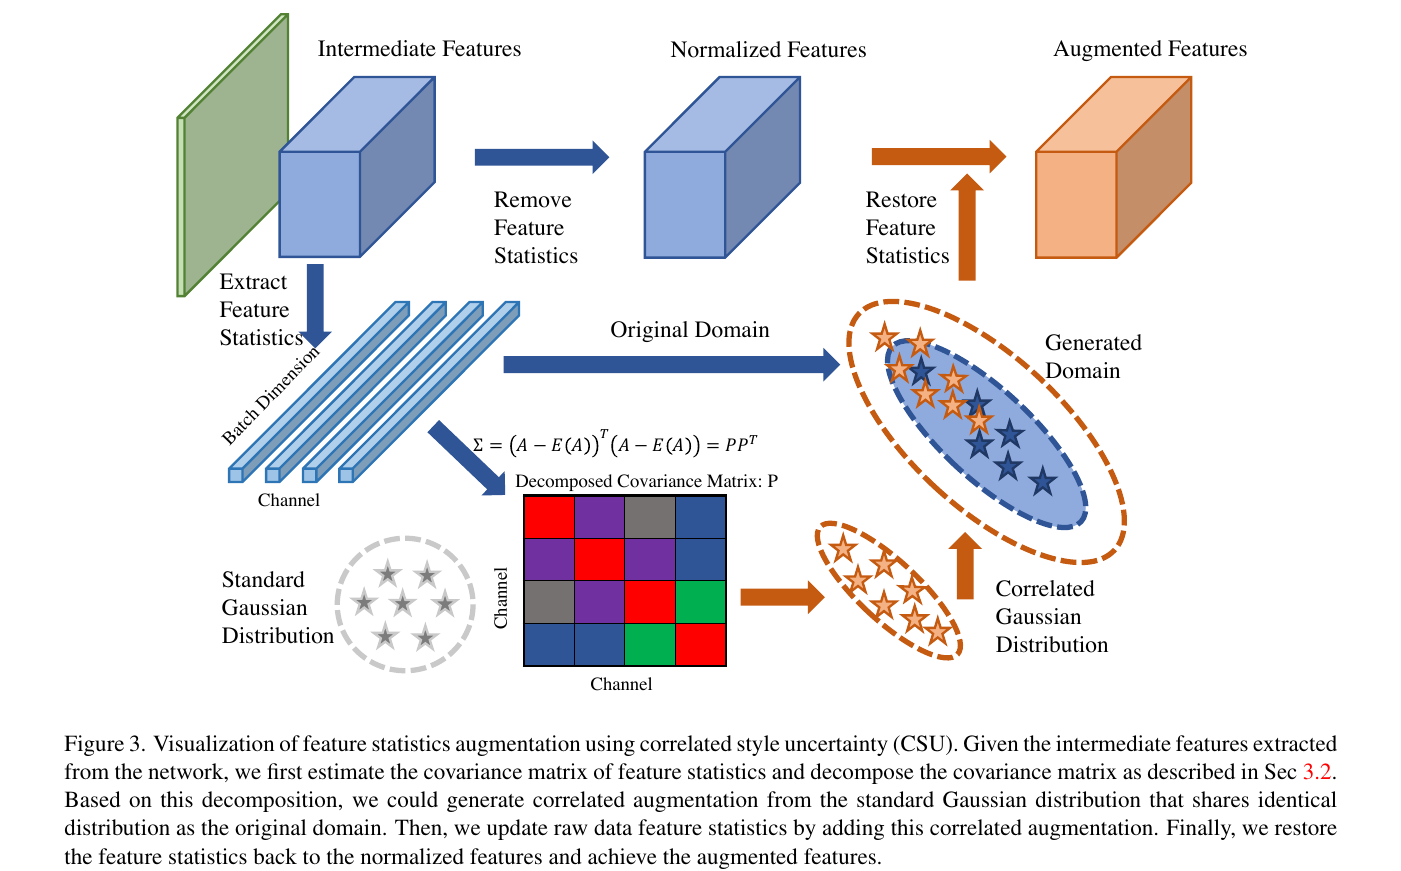 Intermediate Features
Normalized Features
Augmented Features
Remove
Feature
Statistics
Restore
Feature
Statistics
Extract
Feature
Statistics
Batch Dimension
Channel
Original Domain
Generated
Domain
Σ = (A − E(A))^T (A − E(A)) = PP^T
Decomposed Covariance Matrix: P
Channel
Channel
Standard
Gaussian
Distribution
Correlated
Gaussian
Distribution
Figure 3. Visualization of feature statistics augmentation using correlated style uncertainty (CSU). Given the intermediate features extracted
from the network, we first estimate the covariance matrix of feature statistics and decompose the covariance matrix as described in Sec 3.2.
Based on this decomposition, we could generate correlated augmentation from the standard Gaussian distribution that shares identical
distribution as the original domain. Then, we update raw data feature statistics by adding this correlated augmentation. Finally, we restore
the feature statistics back to the normalized features and achieve the augmented features.